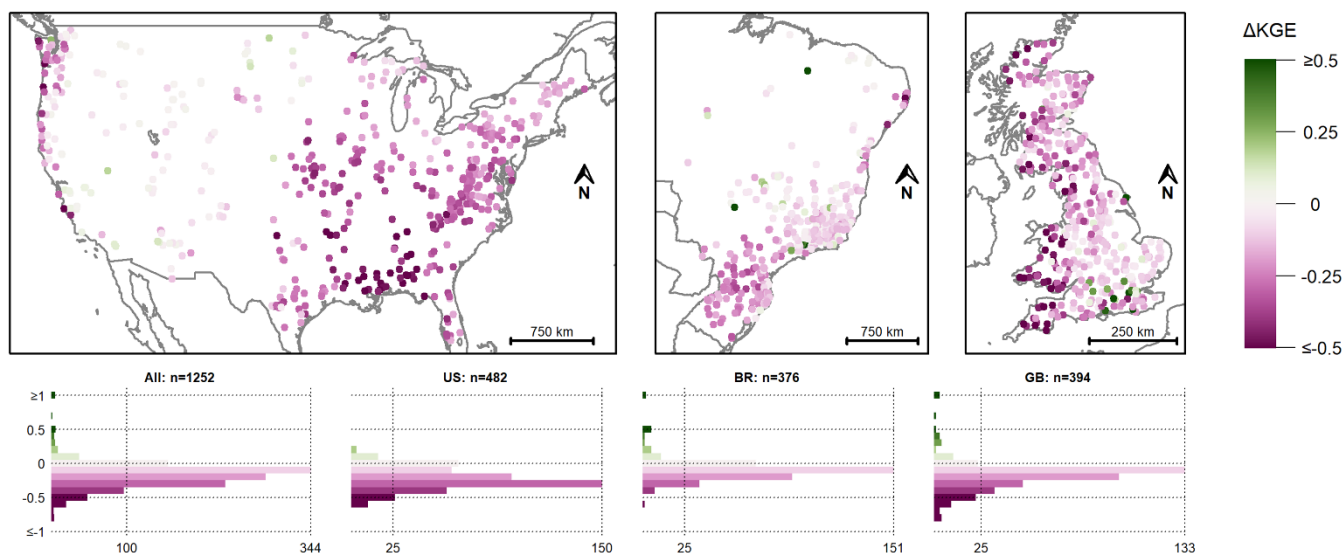 ΔKGE
≥0.5
0.25
0
-0.25
≤-0.5
N
750 km
N
750 km
N
250 km
All: n=1252
US: n=482
BR: n=376
GB: n=394
≥1
0.5
0
-0.5
≤-1
100
344
25
150
25
151
25
133